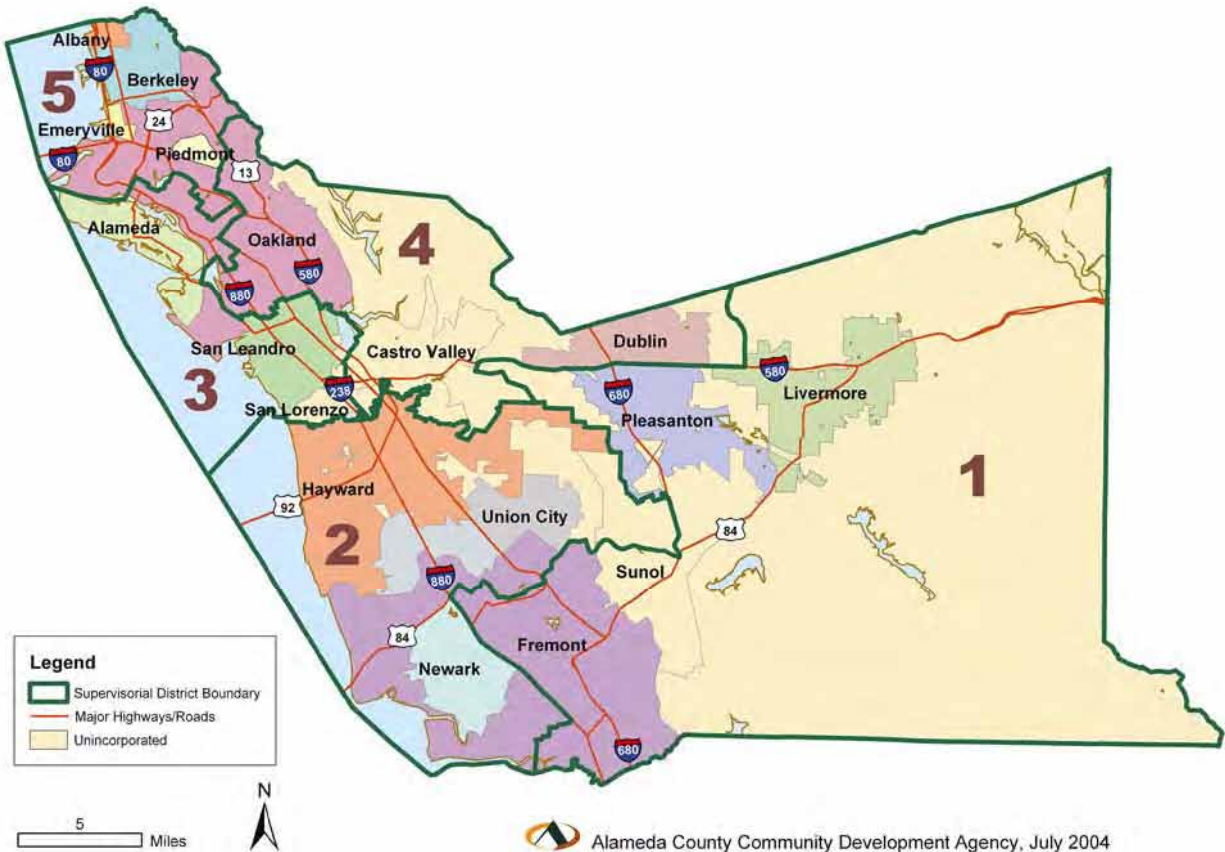 Albany
80
Berkeley
5
24
Emeryville
80
Piedmont
13
Alameda
Oakland
4
580
880
San Leandro
Castro Valley
Dublin
3
238
680
580
Livermore
San Lorenzo
Pleasanton
1
Hayward
92
Union City
2
84
880
Sunol
84
Fremont
Newark
680
Legend
Supervisorial District Boundary
Major Highways/Roads
Unincorporated
N
5
Miles
Alameda County Community Development Agency, July 2004